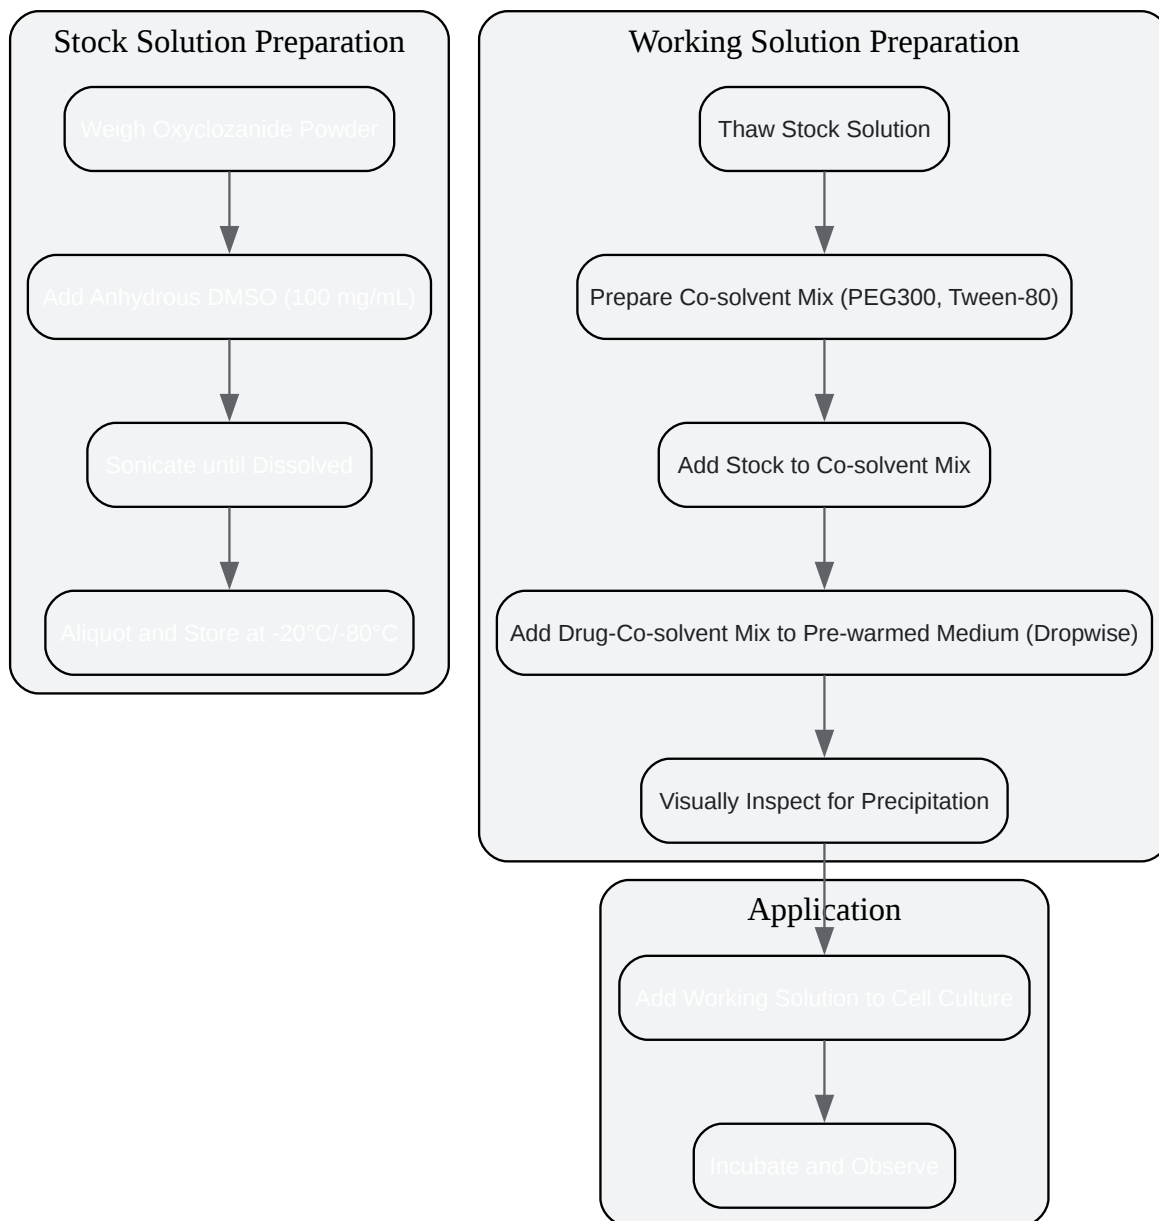 Stock Solution Preparation
Weigh Oxyclozanide Powder
Add Anhydrous DMSO (100 mg/mL)
Sonicate until Dissolved
Aliquot and Store at -20°C/-80°C
Working Solution Preparation
Thaw Stock Solution
Prepare Co-solvent Mix (PEG300, Tween-80)
Add Stock to Co-solvent Mix
Add Drug-Co-solvent Mix to Pre-warmed Medium (Dropwise)
Visually Inspect for Precipitation
Application
Add Working Solution to Cell Culture
Incubate and Observe